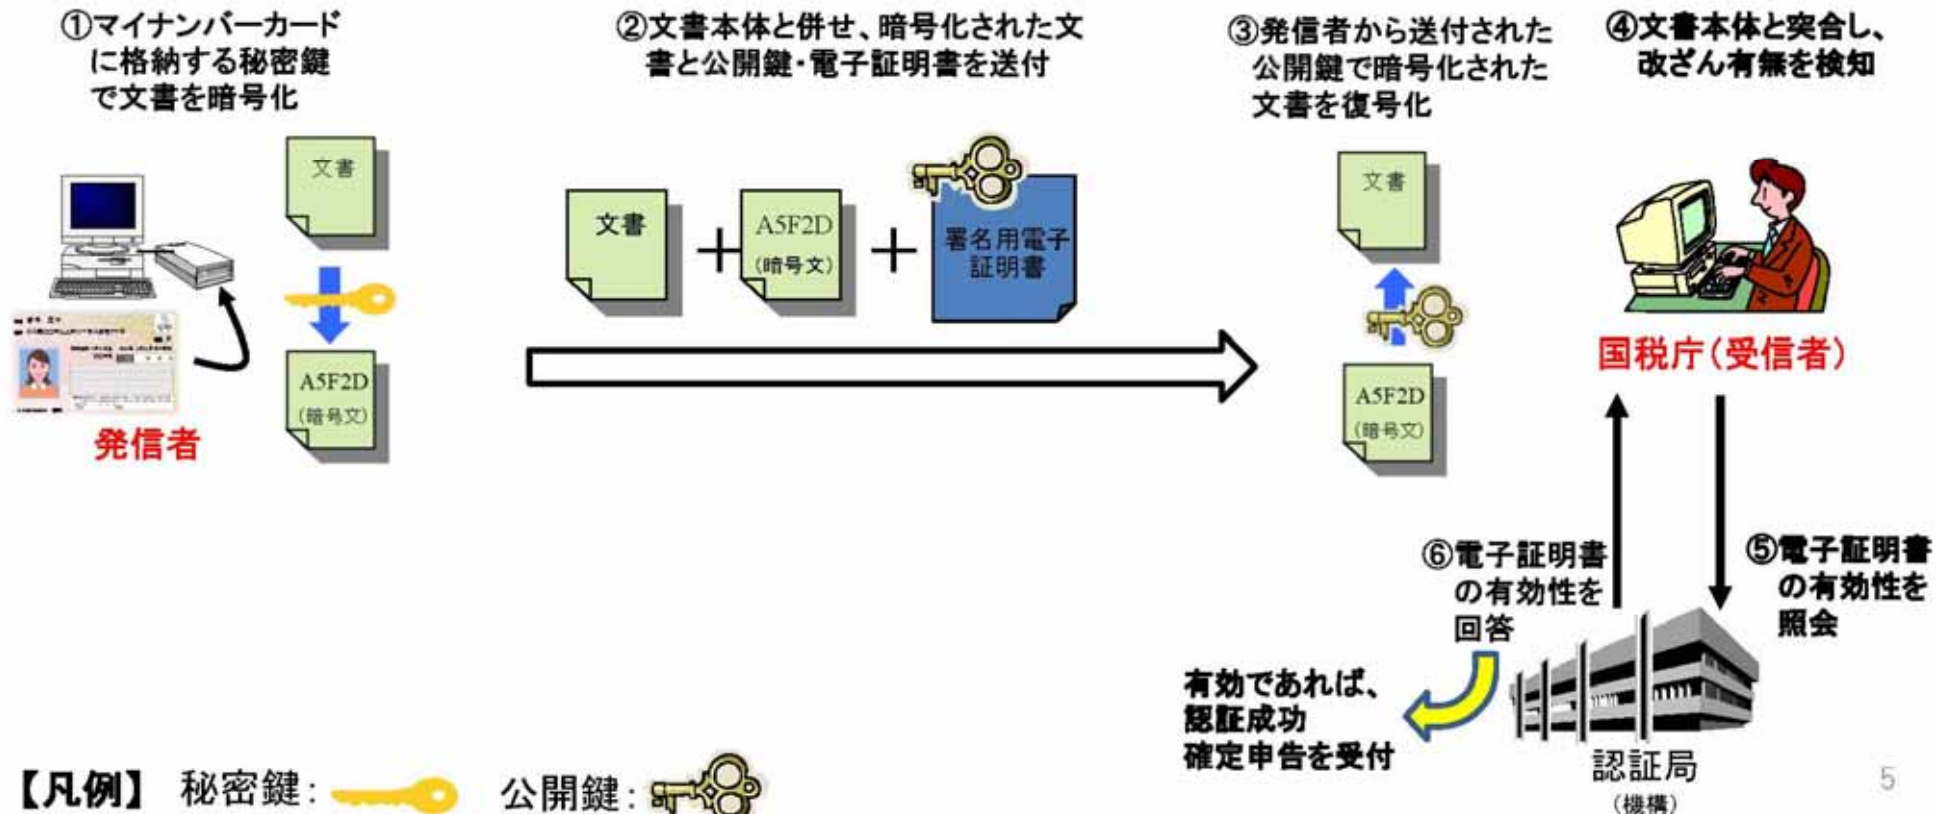 ①マイナンバーカード
に格納する秘密鍵
で文書を暗号化
②文書本体と併せ、暗号化された文
書と公開鍵・電子証明書を送付
③発信者から送付された
公開鍵で暗号化された
文書を復号化
④文書本体と突合し、
改ざん有無を検知
文書
A5F2D
(暗号文)
発信者
文書
＋
A5F2D
(暗号文)
＋
署名用電子
証明書
文書
A5F2D
(暗号文)
国税庁(受信者)
⑤電子証明書
の有効性を
照会
⑥電子証明書
の有効性を
回答
有効であれば、
認証成功
確定申告を受付
認証局
(機構)
【凡例】 秘密鍵: 公開鍵:
5